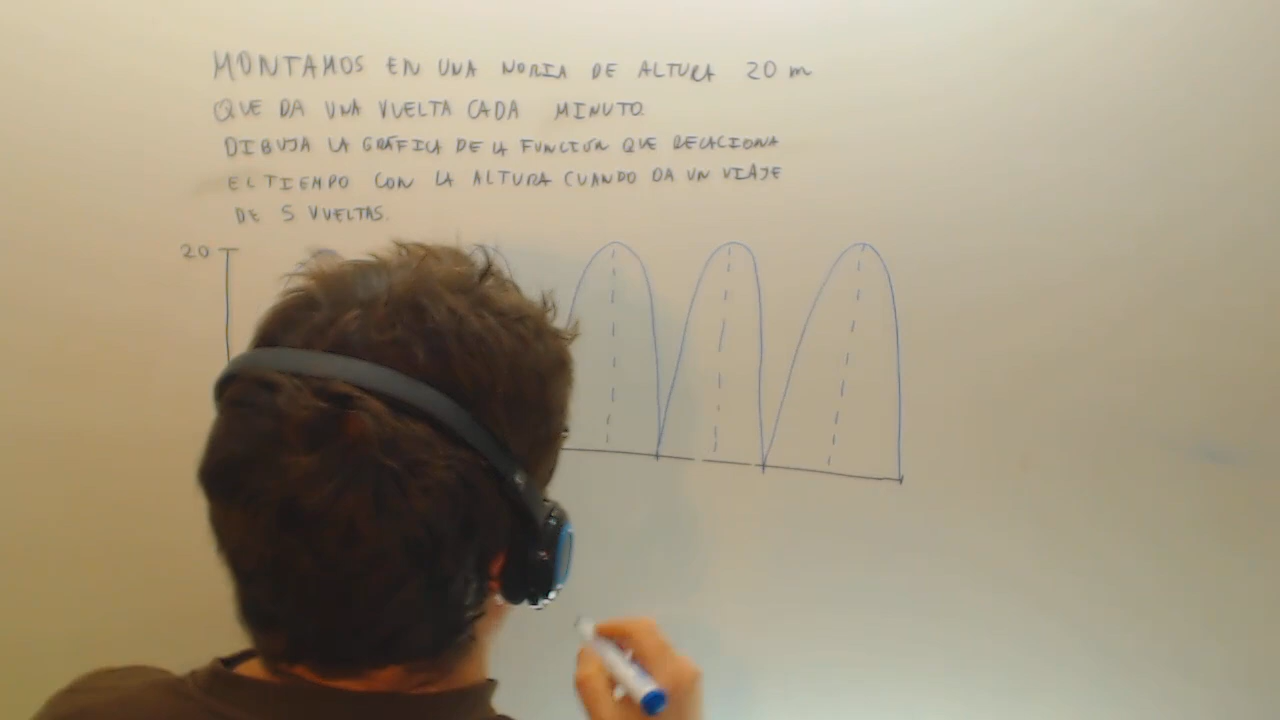 MONTAMOS EN UNA NORIA DE ALTURA 20 m
QUE DA UNA VUELTA CADA MINUTO.
DIBUJA LA GRÁFICA DE LA FUNCIÓN QUE RELACIONA
EL TIEMPO CON LA ALTURA CUANDO DA UN VIAJE
DE 5 VUELTAS.
20